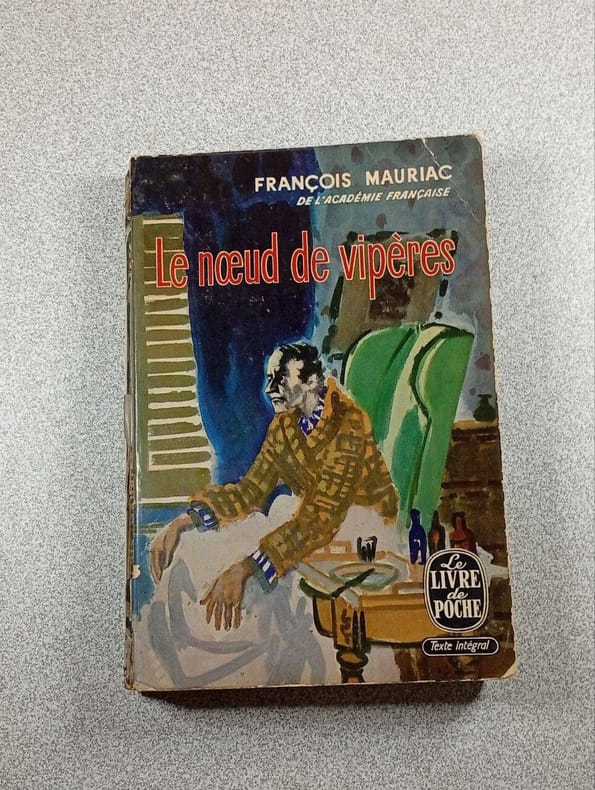 FRANÇOIS MAURIAC
DE L'ACADÉMIE FRANÇAISE
Le nœud de vipères
Le
LIVRE
de
POCHE
Texte intégral